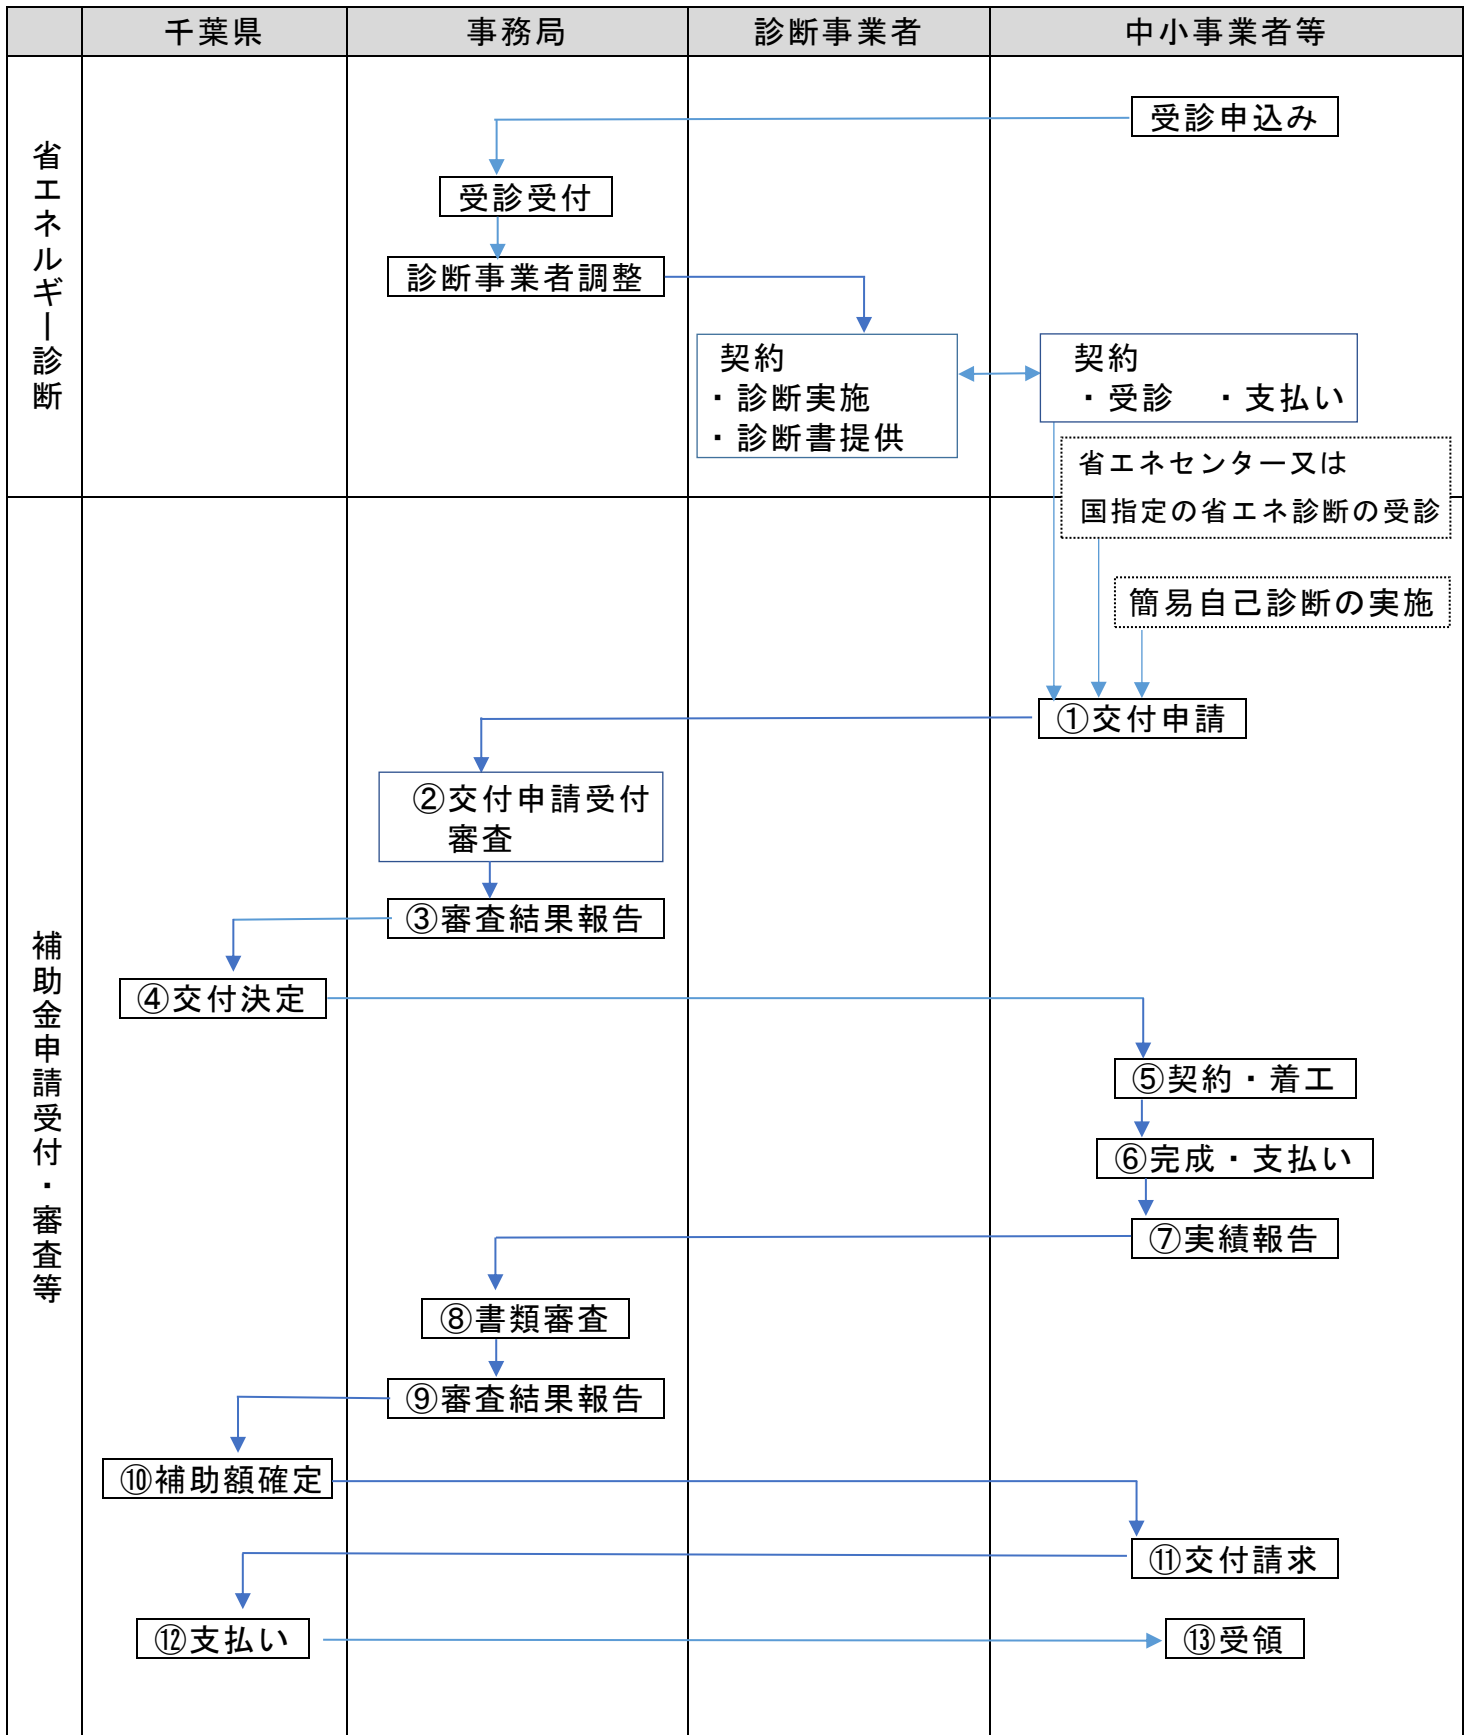 千葉県
事務局
診断事業者
中小事業者等
省エネルギー診断
受診申込み
受診受付
診断事業者調整
契約
・診断実施
・診断書提供
契約
・受診　・支払い
省エネセンター又は
国指定の省エネ診断の受診
簡易自己診断の実施
補助金申請受付・審査等
①交付申請
②交付申請受付
審査
③審査結果報告
④交付決定
⑤契約・着工
⑥完成・支払い
⑦実績報告
⑧書類審査
⑨審査結果報告
⑩補助額確定
⑪交付請求
⑫支払い
⑬受領